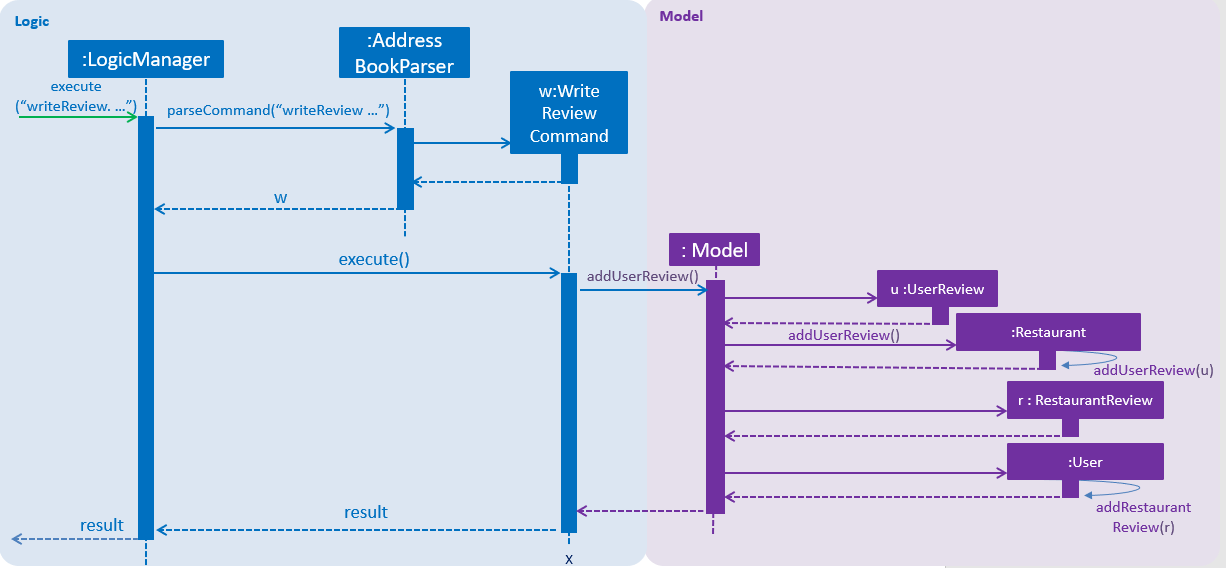 Logic
Model
:LogicManager
:Address
BookParser
execute
(“writeReview. …”)
parseCommand(“writeReview …”)
w:Write
Review
Command
w
: Model
execute()
addUserReview()
u :UserReview
addUserReview()
:Restaurant
addUserReview(u)
r : RestaurantReview
:User
addRestaurant
Review(r)
result
result
x